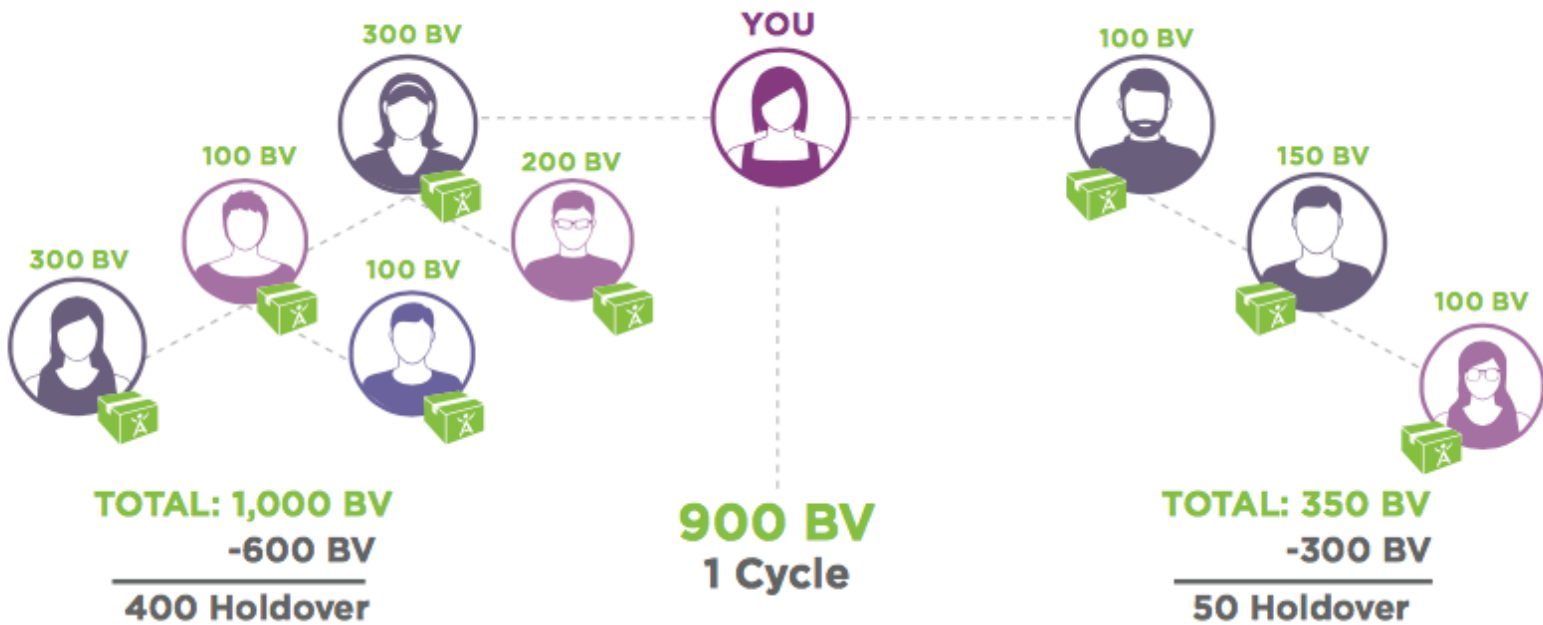 YOU
300 BV
100 BV
100 BV
200 BV
150 BV
300 BV
100 BV
100 BV
TOTAL: 1,000 BV
-600 BV
400 Holdover
900 BV
1 Cycle
TOTAL: 350 BV
-300 BV
50 Holdover